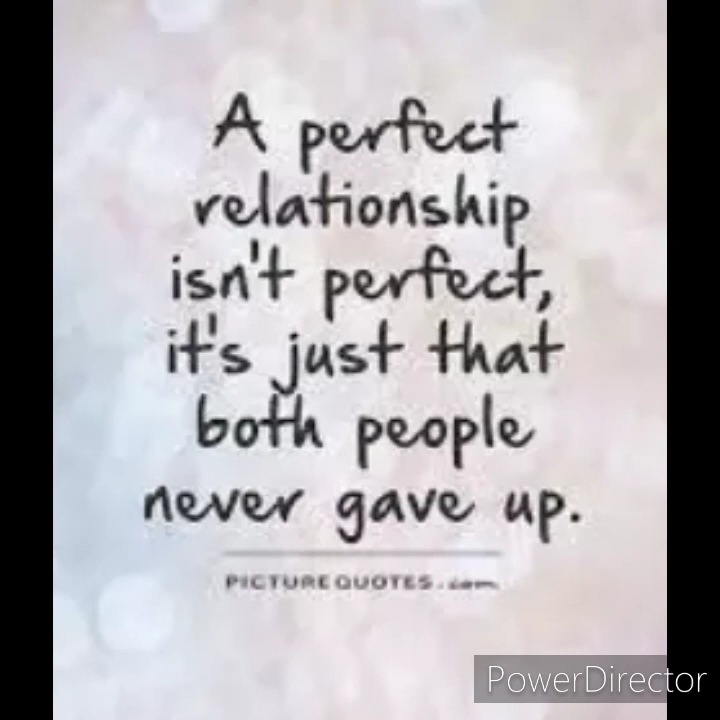 A perfect
relationship
isn't perfect,
it's just that
both people
never gave up.
PICTUREQUOTES.com
PowerDirector